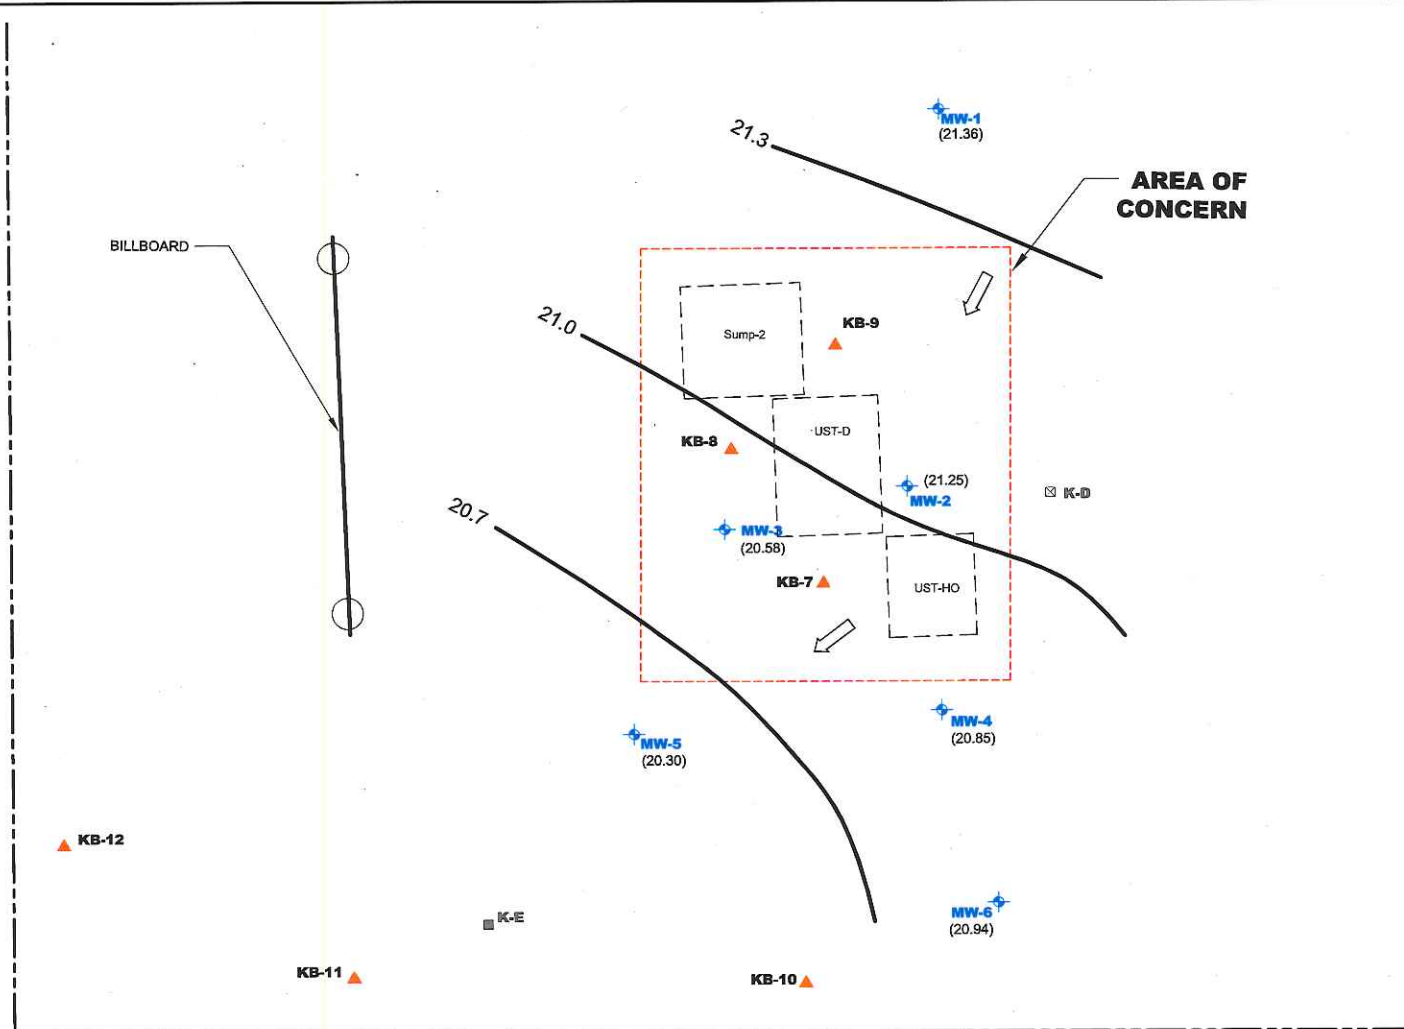 MW-1
(21.36)
21.3
AREA OF
CONCERN
BILLBOARD
21.0
KB-9
Sump-2
UST-D
KB-8
(21.25)
MW-2
K-D
20.7
MW-3
(20.58)
KB-7
UST-HO
MW-4
(20.85)
MW-5
(20.30)
KB-12
K-E
MW-6
(20.94)
KB-11
KB-10